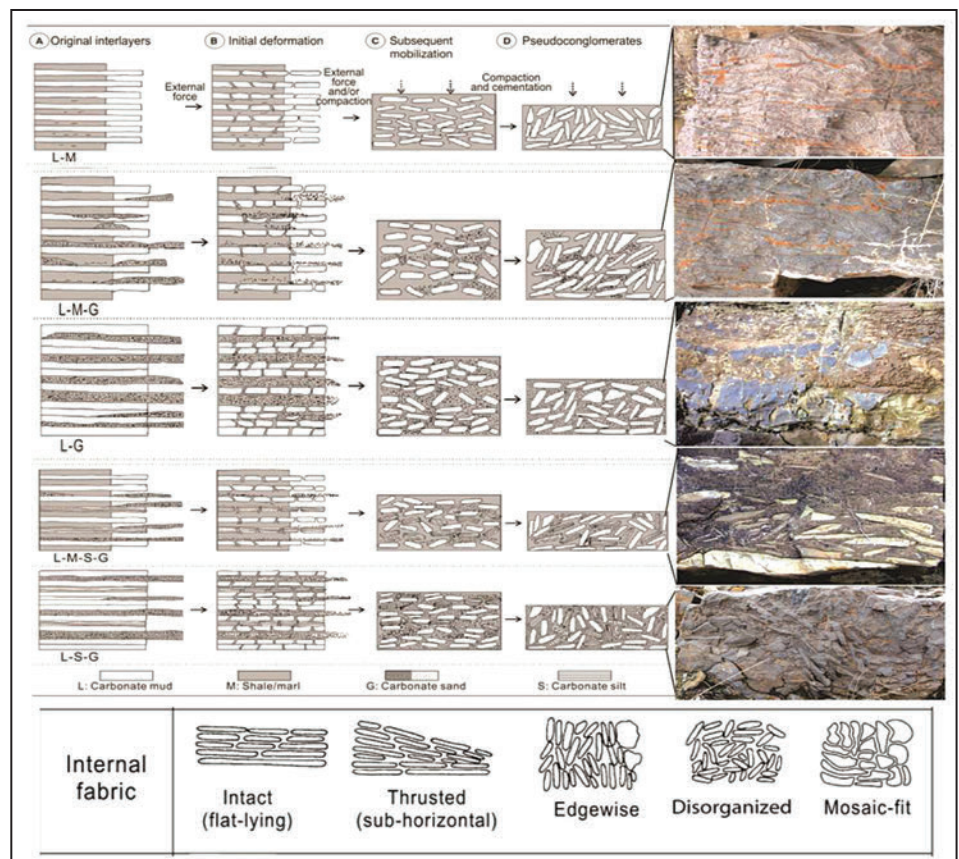 A Original interlayers
B Initial deformation
C Subsequent
mobilization
D Pseudoconglomerates
External
force
External
force
and/or
compaction
Compaction
and cementation
L-M
L-M-G
L-G
L-M-S-G
L-S-G
L: Carbonate mud
M: Shale/marl
G: Carbonate sand
S: Carbonate silt
Internal
fabric
Intact
(flat-lying)
Thrusted
(sub-horizontal)
Edgewise
Disorganized
Mosaic-fit